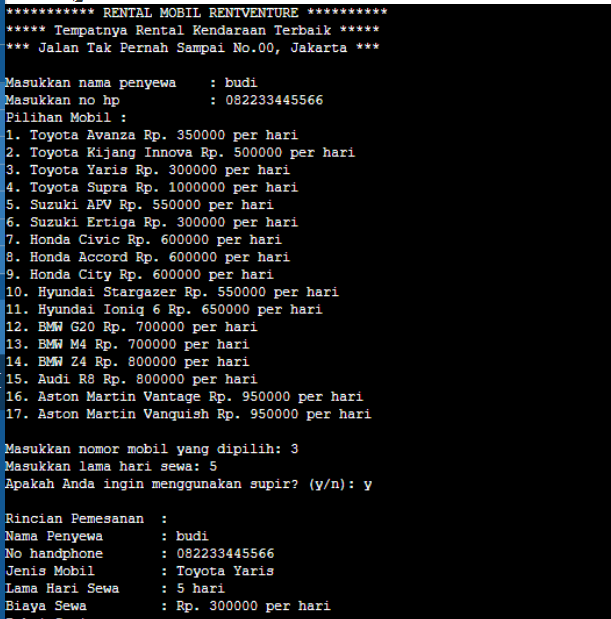 *********** RENTAL MOBIL RENTVENTURE **********
***** Tempatnya Rental Kendaraan Terbaik *****
*** Jalan Tak Pernah Sampai No.00, Jakarta ***
Masukkan nama penyewa : budi
Masukkan no hp : 082233445566
Pilihan Mobil :
1. Toyota Avanza Rp. 350000 per hari
2. Toyota Kijang Innova Rp. 500000 per hari
3. Toyota Yaris Rp. 300000 per hari
4. Toyota Supra Rp. 1000000 per hari
5. Suzuki APV Rp. 550000 per hari
6. Suzuki Ertiga Rp. 300000 per hari
7. Honda Civic Rp. 600000 per hari
8. Honda Accord Rp. 600000 per hari
9. Honda City Rp. 600000 per hari
10. Hyundai Stargazer Rp. 550000 per hari
11. Hyundai Ioniq 6 Rp. 650000 per hari
12. BMW G20 Rp. 700000 per hari
13. BMW M4 Rp. 700000 per hari
14. BMW Z4 Rp. 800000 per hari
15. Audi R8 Rp. 800000 per hari
16. Aston Martin Vantage Rp. 950000 per hari
17. Aston Martin Vanquish Rp. 950000 per hari
Masukkan nomor mobil yang dipilih: 3
Masukkan lama hari sewa: 5
Apakah Anda ingin menggunakan supir? (y/n): y
Rincian Pemesanan :
Nama Penyewa : budi
No handphone : 082233445566
Jenis Mobil : Toyota Yaris
Lama Hari Sewa : 5 hari
Biaya Sewa : Rp. 300000 per hari